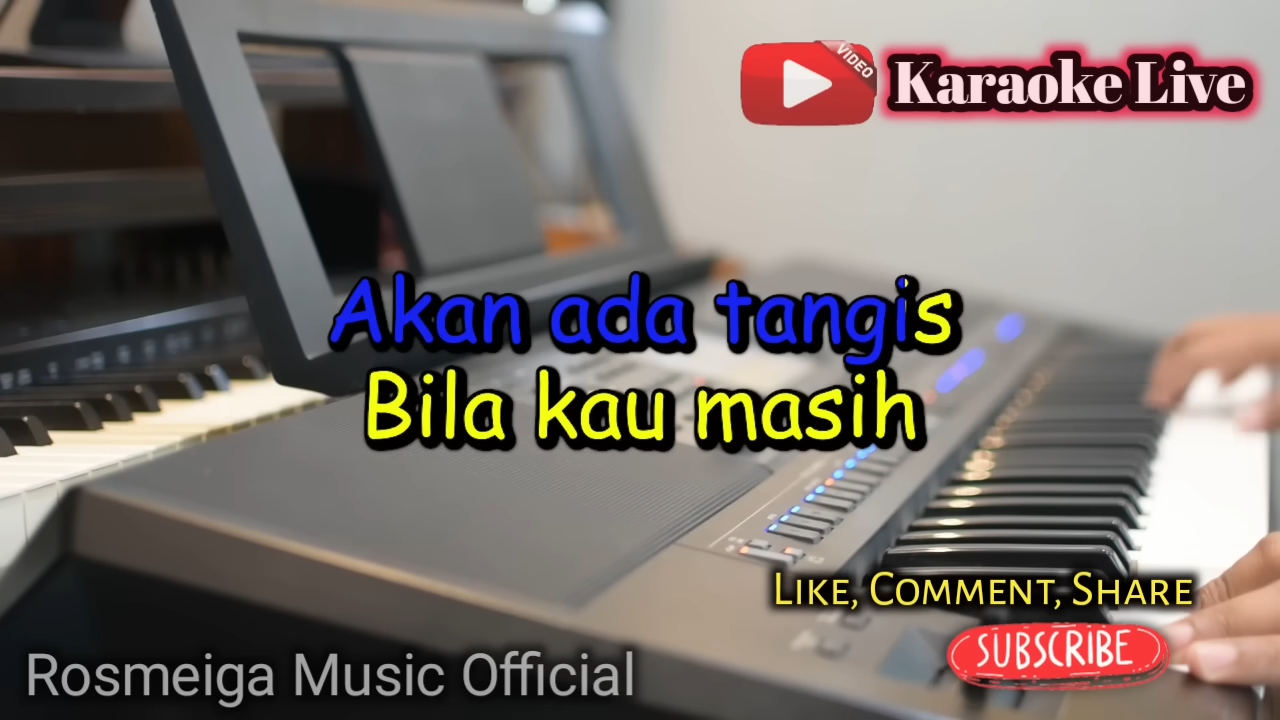 VIDEO
Karaoke Live
Akan ada tangis
Bila kau masih
Like, Comment, Share
SUBSCRIBE
Rosmeiga Music Official